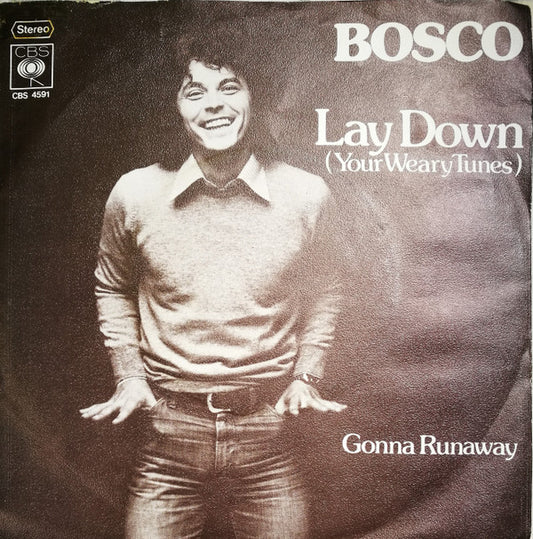 Stereo
CBS
CBS 4591
BOSCO
Lay Down
(Your Weary Tunes)
Gonna Runaway